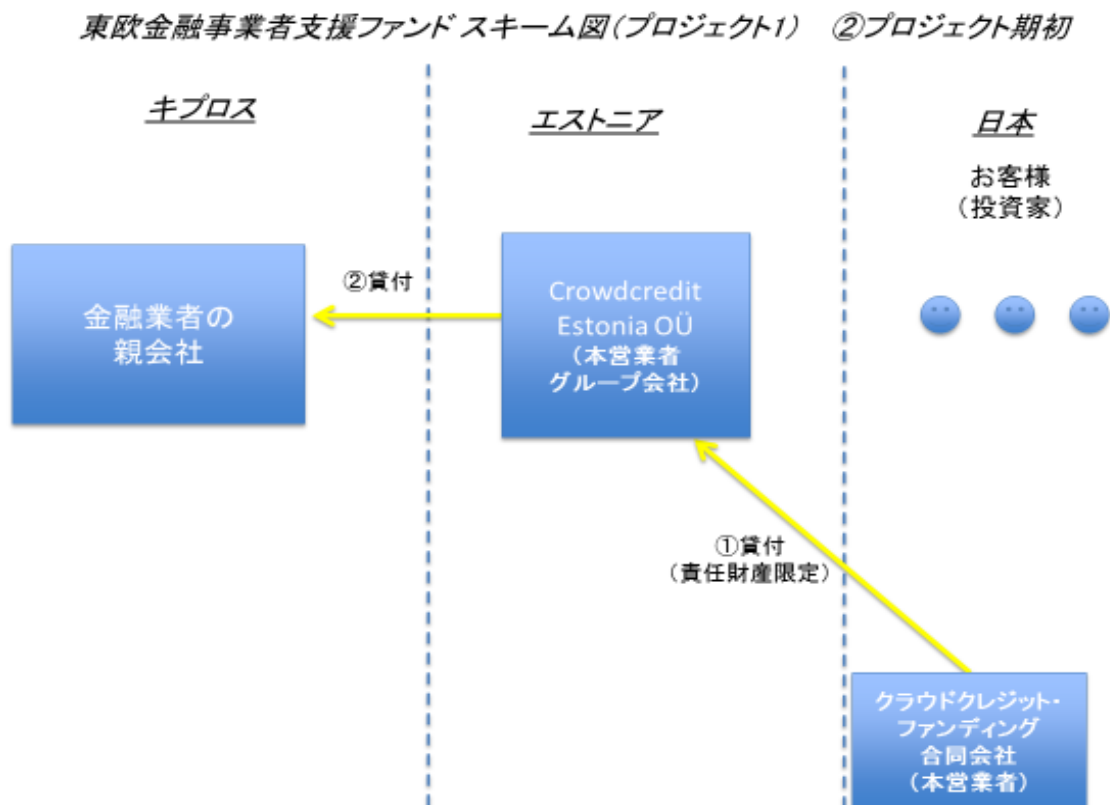 東欧金融事業者支援ファンド スキーム図(プロジェクト1) ②プロジェクト期初
キプロス
エストニア
日本
お客様
(投資家)
金融業者の
親会社
②貸付
Crowdcredit
Estonia OÜ
(本営業者
グループ会社)
①貸付
(責任財産限定)
クラウドクレジット・
ファンディング
合同会社
(本営業者)